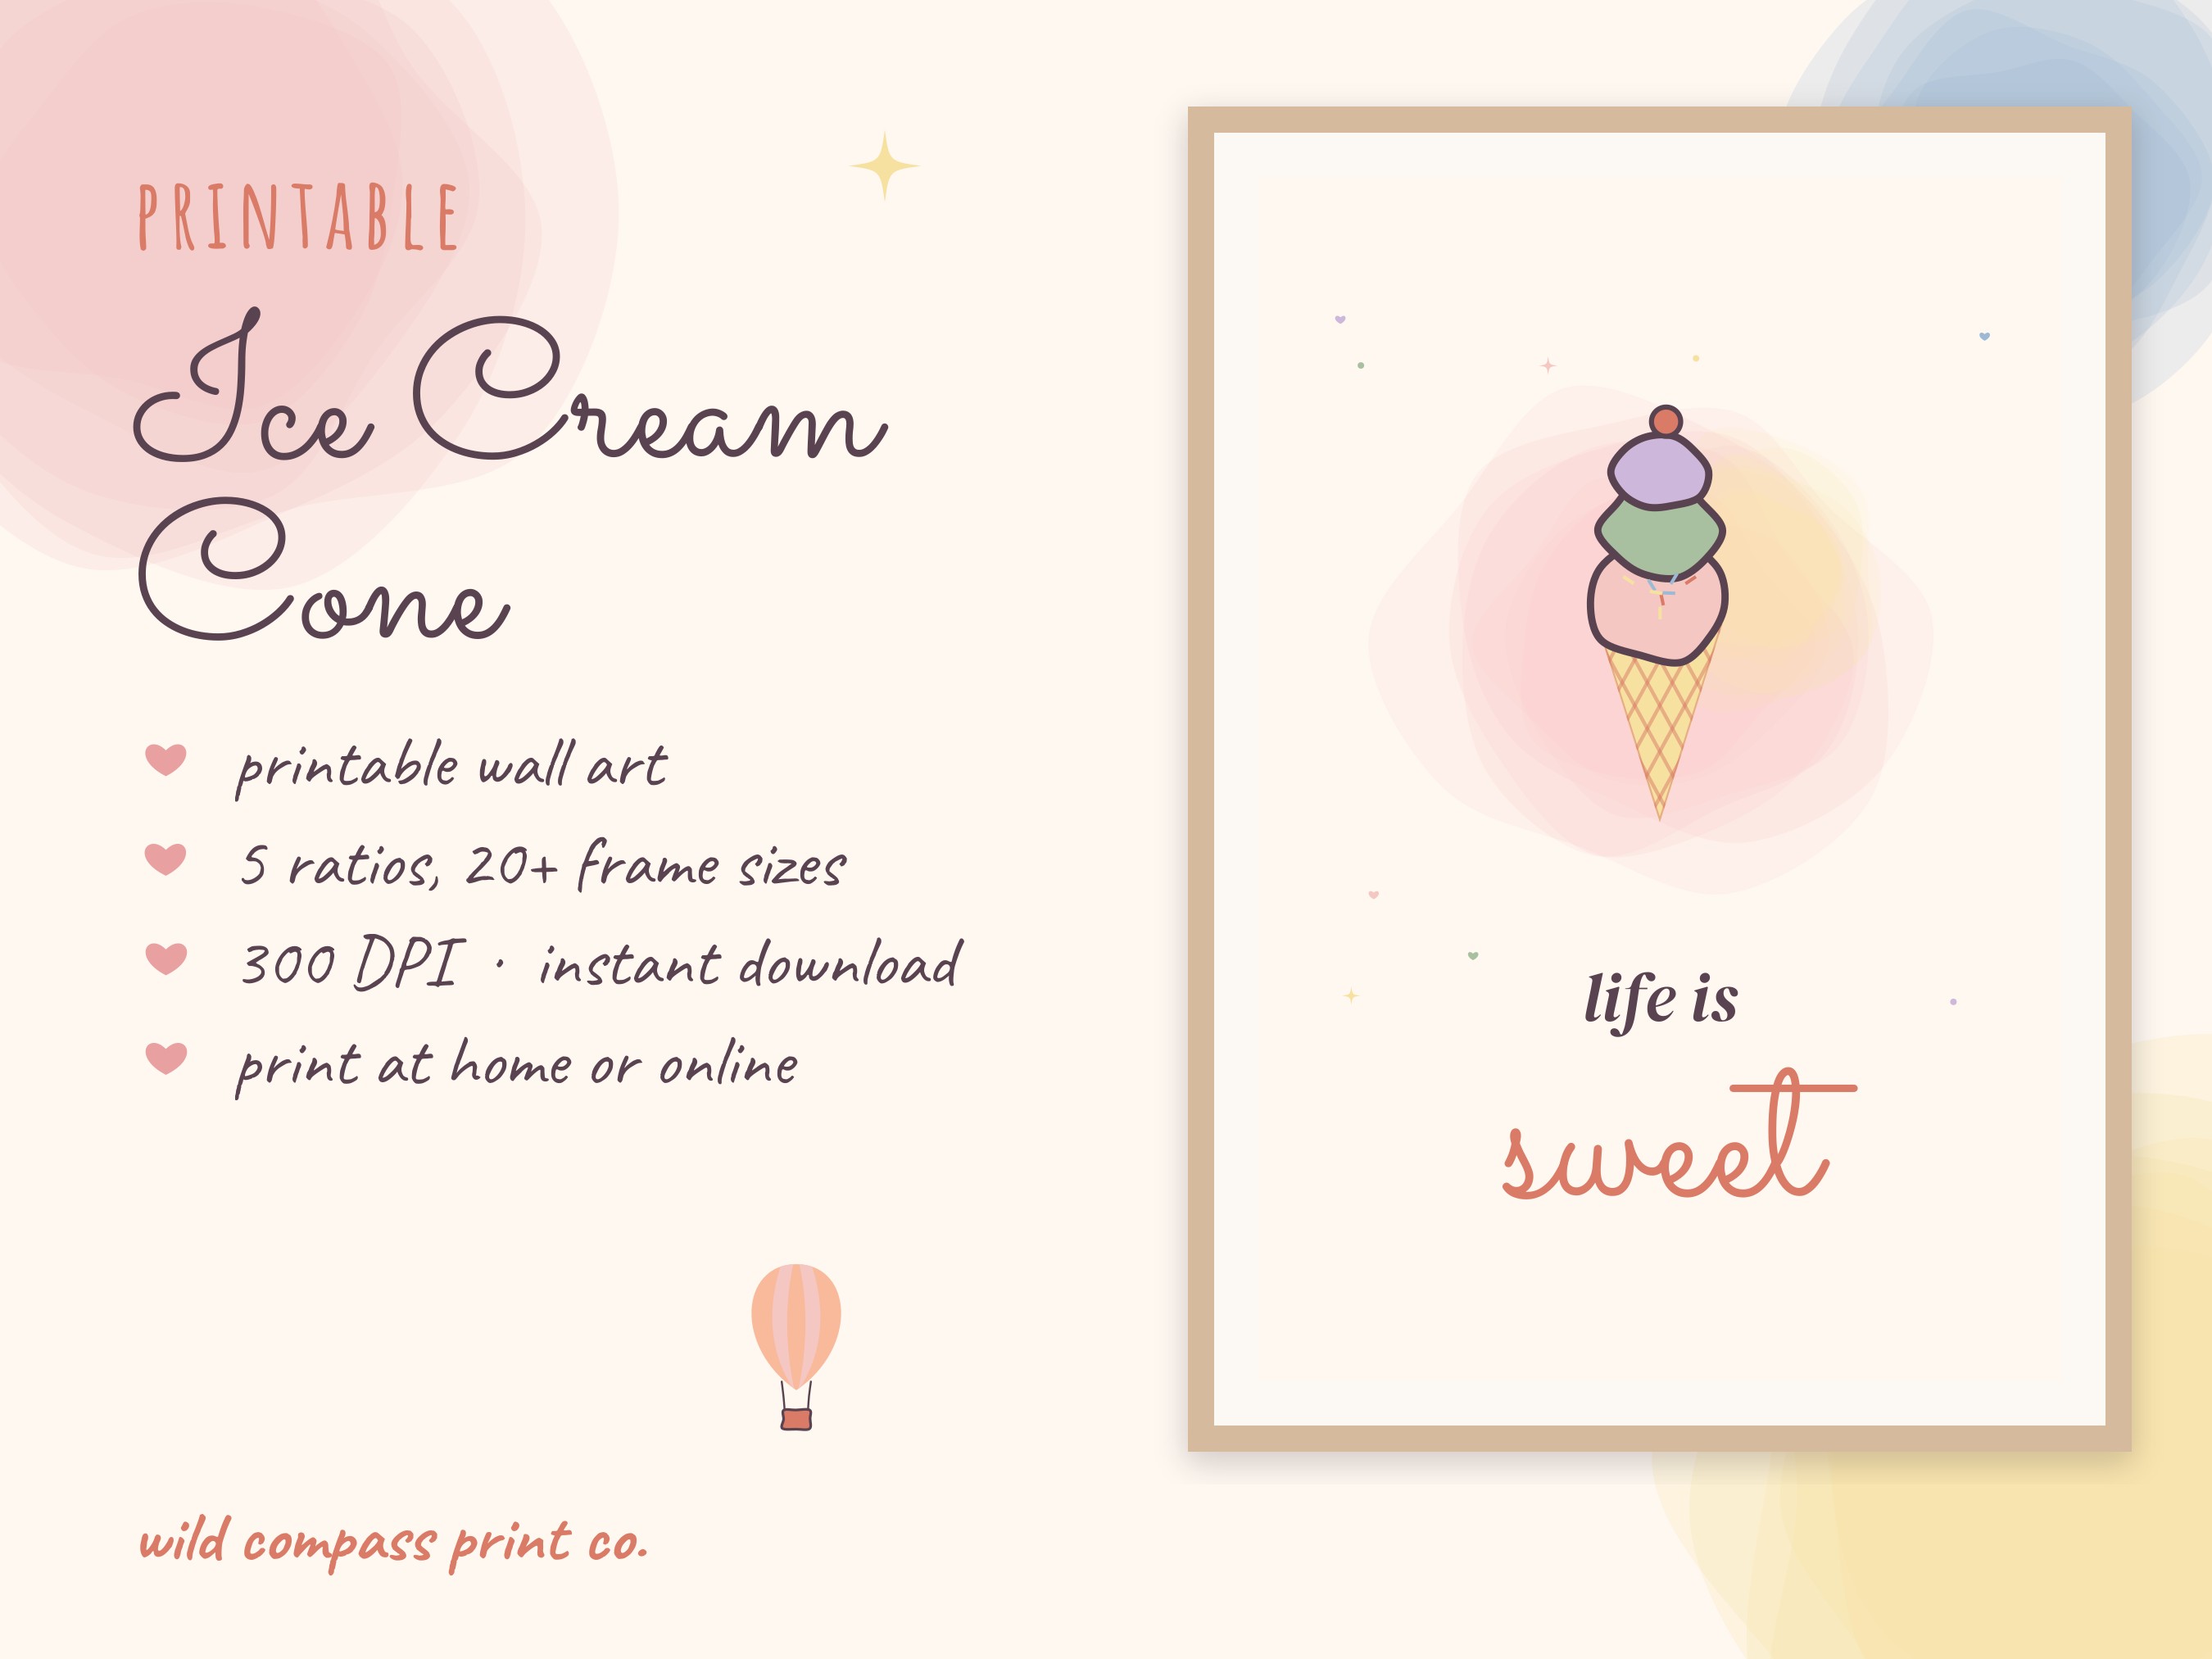 PRINTABLE
Ice Cream
Cone
printable wall art
5 ratios, 20+ frame sizes
300 DPI · instant download
print at home or online
wild compass print co.
life is
sweet